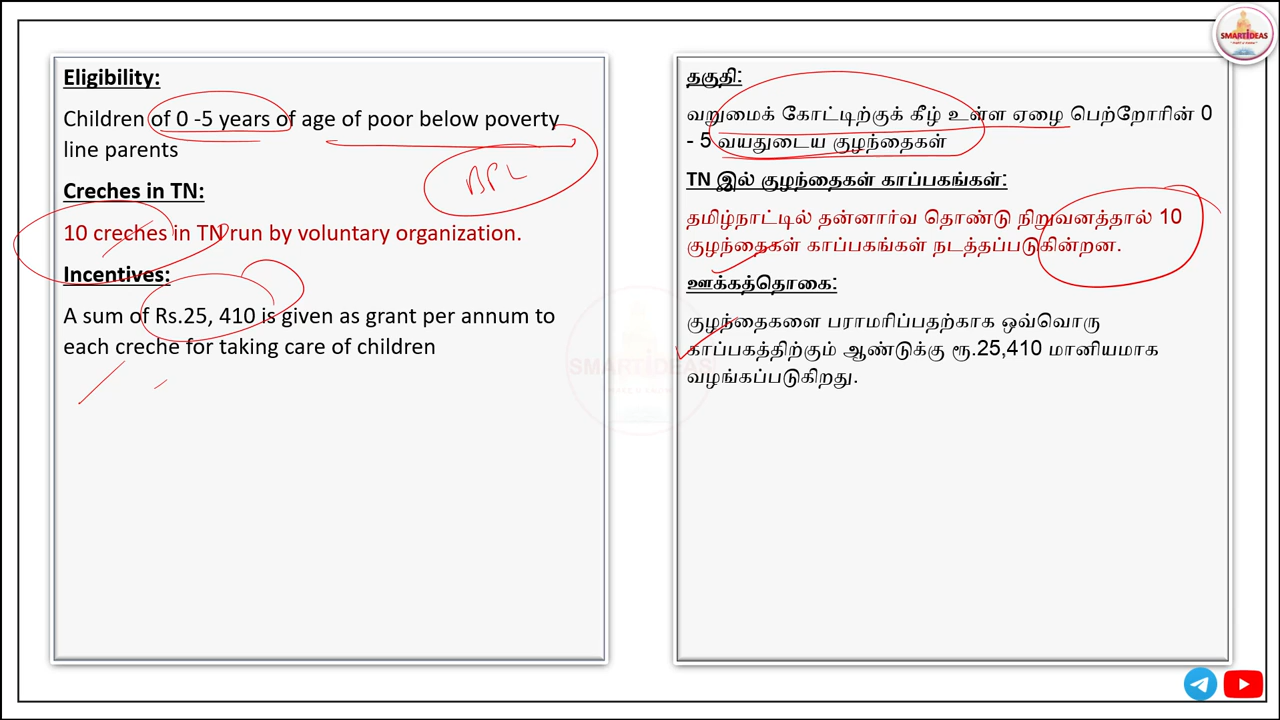 SMARTIDEAS
Eligibility:
Children of 0 -5 years of age of poor below poverty
line parents
BPL
Creches in TN:
10 creches in TN run by voluntary organization.
Incentives:
A sum of Rs.25, 410 is given as grant per annum to
each creche for taking care of children
தகுதி:
வறுமைக் கோட்டிற்குக் கீழ் உள்ள ஏழை பெற்றோரின் 0
- 5 வயதுடைய குழந்தைகள்
TN இல் குழந்தைகள் காப்பகங்கள்:
தமிழ்நாட்டில் தன்னார்வ தொண்டு நிறுவனத்தால் 10
குழந்தைகள் காப்பகங்கள் நடத்தப்படுகின்றன.
ஊக்கத்தொகை:
குழந்தைகளை பராமரிப்பதற்காக ஒவ்வொரு
காப்பகத்திற்கும் ஆண்டுக்கு ரூ.25,410 மானியமாக
வழங்கப்படுகிறது.
SMARTIDEAS